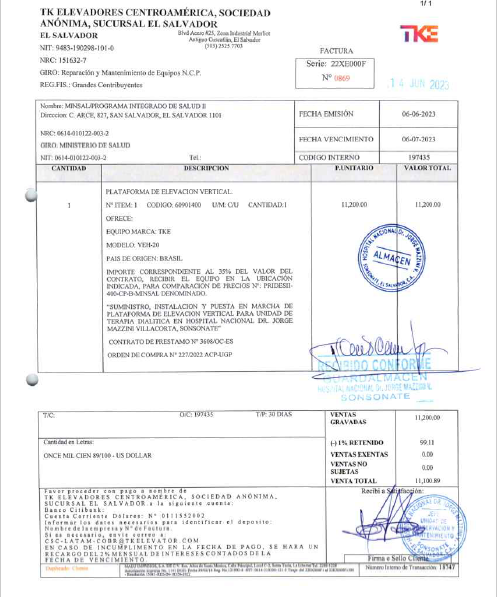 1/1
TK ELEVADORES CENTROAMÉRICA, SOCIEDAD
ANÓNIMA, SUCURSAL EL SALVADOR
EL SALVADOR
Blvd Acero #25, Zona Industrial Merliot
Antiguo Cuscatlán, El Salvador
(503) 2525 7703
TKE
NIT: 9483-190298-101-0
NRC: 151632-7
GIRO: Reparación y Mantenimiento de Equipos N.C.P.
REG.FIS.: Grandes Contribuyentes
FACTURA
Serie: 22XE000F
N° 0869
14 JUN 2023
Nombre: MINSAL/PROGRAMA INTEGRADO DE SALUD II
Direccion: C. ARCE, 827, SAN SALVADOR, EL SALVADOR 1101
FECHA EMISIÓN 06-06-2023
NRC: 0614-010122-003-2
GIRO: MINISTERIO DE SALUD
FECHA VENCIMIENTO 06-07-2023
NIT: 0614-010122-003-2 Tel.:
CODIGO INTERNO 197435
CANTIDAD DESCRIPCION P.UNITARIO VALOR TOTAL
PLATAFORMA DE ELEVACION VERTICAL
1 N° ITEM: 1 CODIGO: 60901400 U/M: C/U CANTIDAD:1 11,200.00 11,200.00
OFRECE:
EQUIPO MARCA: TKE
MODELO: VEH-20
PAIS DE ORIGEN: BRASIL
IMPORTE CORRESPONDIENTE AL 35% DEL VALOR DEL
CONTRATO, RECIBIR EL EQUIPO EN LA UBICACIÓN
INDICADA, PARA COMPARACIÓN DE PRECIOS N°: PRIDESII-
400-CP-B-MINSAL DENOMINADO.
"SUMINISTRO, INSTALACION Y PUESTA EN MARCHA DE
PLATAFORMA DE ELEVACION VERTICAL PARA UNIDAD DE
TERAPIA DIALITICA EN HOSPITAL NACIONAL DR. JORGE
MAZZINI VILLACORTA, SONSONATE"
CONTRATO DE PRESTAMO N° 3608/OC-ES
ORDEN DE COMPRA N° 227/2022 ACP-UGP
HOSPITAL NACIONAL DR. JORGE MAZZINI V.
ALMACEN
SONSONATE, EL SALVADOR, C.A.
RECIBIDO CONFORME
GUARDALMACEN
HOSPITAL NACIONAL DR. JORGE MAZZINI V.
SONSONATE
T/C: O/C: 197435 T/P: 30 DIAS
VENTAS
GRAVADAS 11,200.00
Cantidad en Letras:
(-) 1% RETENIDO 99.11
ONCE MIL CIEN 89/100 - US DOLLAR
VENTAS EXENTAS 0.00
VENTAS NO
SUJETAS 0.00
VENTA TOTAL 11,100.89
Favor proceder con pago a nombre de
TK ELEVADORES CENTROAMERICA, SOCIEDAD ANÓNIMA,
SUCURSAL EL SALVADOR a la siguiente cuenta:
Banco Citibank:
Cuenta Corriente Dolares: N° 0111552002
Informar los datos necesarios para identificar el deposito:
Nombre de la empresa y N° de Factura.
Si es necesario, envie correo a:
CSC-LATAM-COBR@TKELEVATOR.COM
EN CASO DE INCUMPLIMIENTO EN LA FECHA DE PAGO, SE HARA UN
RECARGO DEL 2% MENSUAL DE INTERESES CONTADOS DE LA
FECHA DE VENCIMIENTO.
Recibí a Satisfacción:
Firma o Sello Cliente
Número Interno de Transacción: 18747